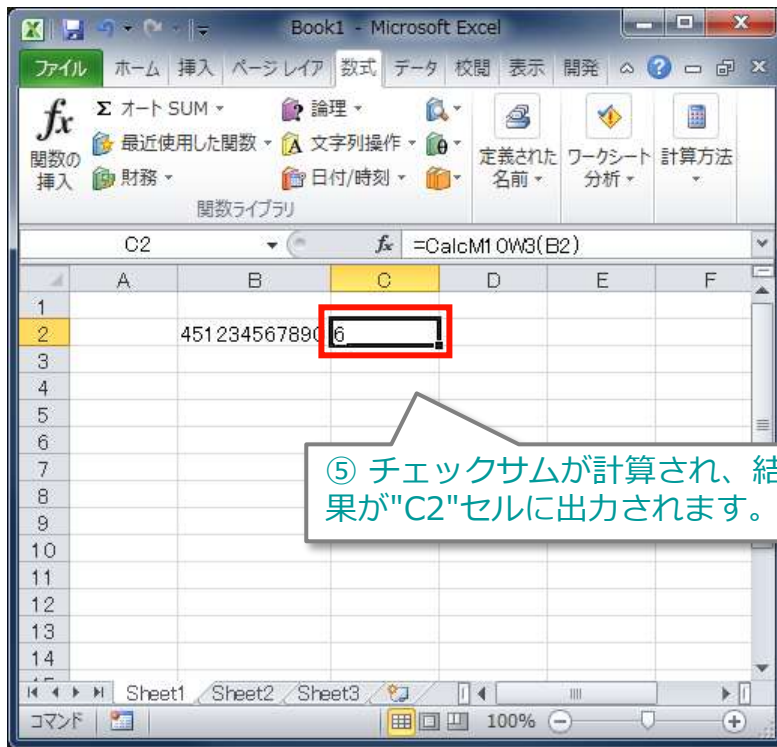 Book1 - Microsoft Excel
ファイル ホーム 挿入 ページ レイア 数式 データ 校閲 表示 開発
fx Σ オート SUM 論理
関数の 挿入 最近使用した関数 文字列操作 定義された 名前 ワークシート 分析 計算方法
財務 日付/時刻
関数ライブラリ
C2 fx =CalcM10W3(B2)
A B C D E F
1
2 451234567890 6
3
4
5
6
7
8
9
10
11
12
13
14
⑤ チェックサムが計算され、結
果が"C2"セルに出力されます。
Sheet1 Sheet2 Sheet3
コマンド 100%